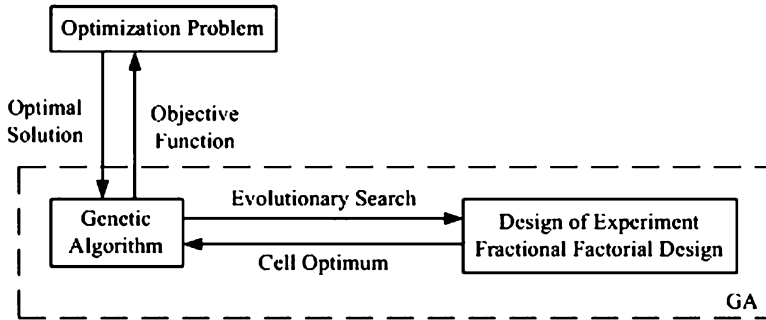 Optimization Problem
Optimal
Solution
Objective
Function
Genetic
Algorithm
Evolutionary Search
Cell Optimum
Design of Experiment
Fractional Factorial Design
GA